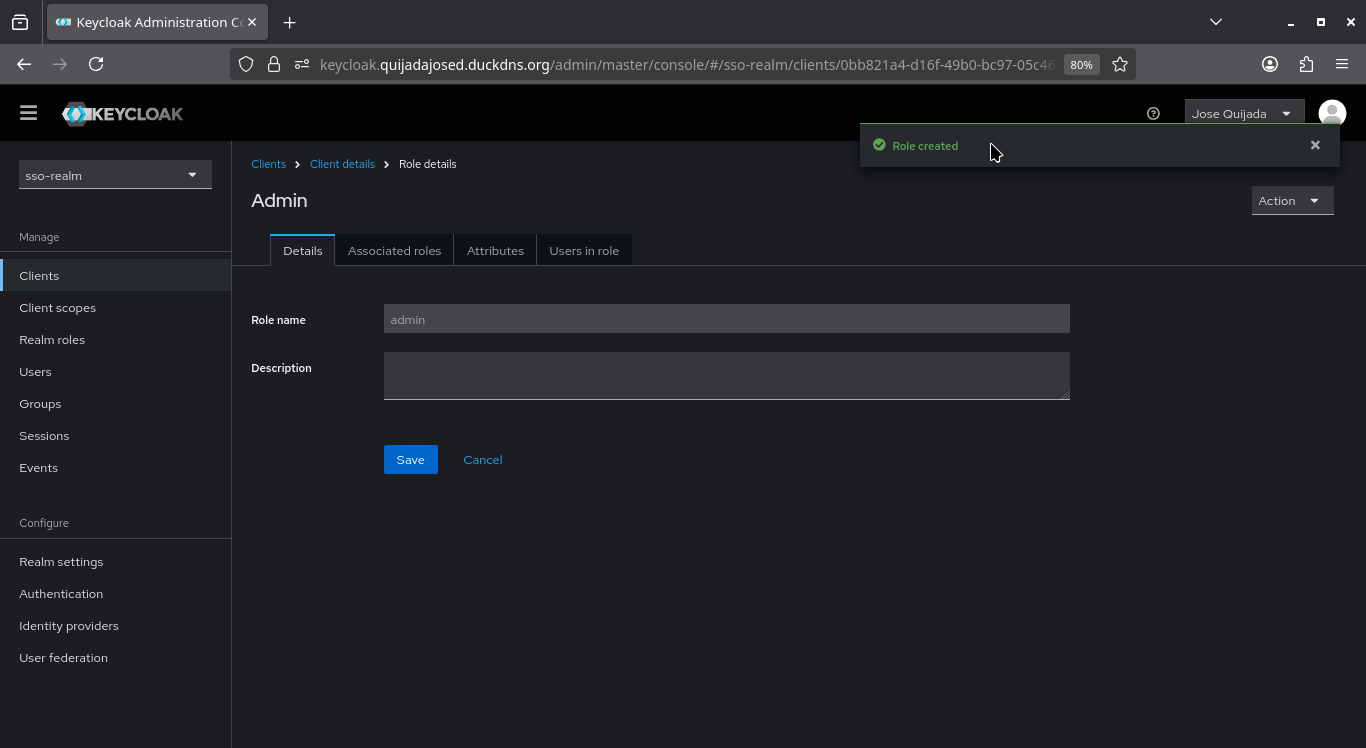 Keycloak Administration C
keycloak.quijadajosed.duckdns.org/admin/master/console/#/sso-realm/clients/0bb821a4-d16f-49b0-bc97-05c46
80%
KEYCLOAK
Jose Quijada
Role created
sso-realm
Clients
Client details
Role details
Admin
Action
Manage
Details
Associated roles
Attributes
Users in role
Clients
Client scopes
Realm roles
Users
Groups
Sessions
Events
Role name
admin
Description
Save
Cancel
Configure
Realm settings
Authentication
Identity providers
User federation